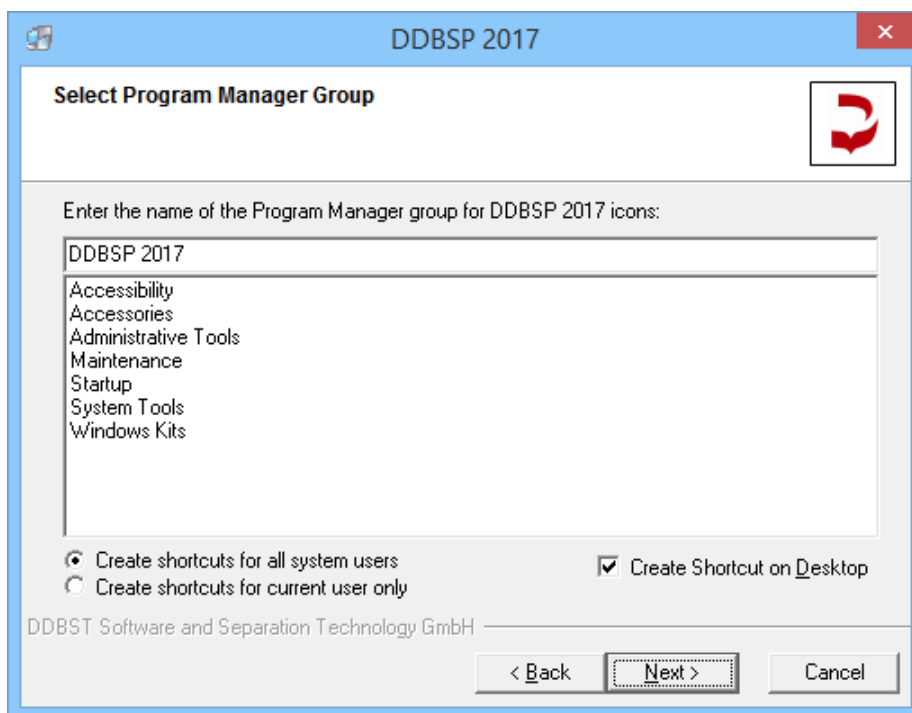 DDBSP 2017
Select Program Manager Group
Enter the name of the Program Manager group for DDBSP 2017 icons:
DDBSP 2017
Accessibility
Accessories
Administrative Tools
Maintenance
Startup
System Tools
Windows Kits
Create shortcuts for all system users
Create Shortcut on Desktop
Create shortcuts for current user only
DDBST Software and Separation Technology GmbH
< Back
Next >
Cancel